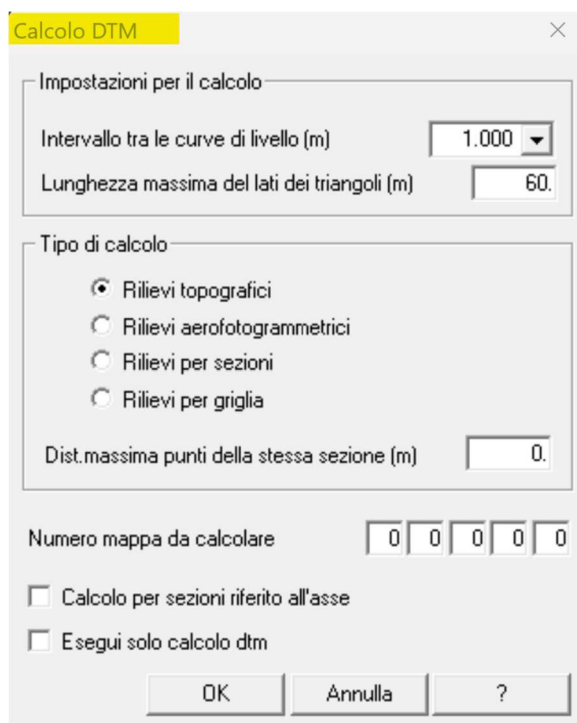 Calcolo DTM
Impostazioni per il calcolo
Intervallo tra le curve di livello (m) 1.000
Lunghezza massima del lati dei triangoli (m) 60.
Tipo di calcolo
Rilievi topografici
Rilievi aerofotogrammetrici
Rilievi per sezioni
Rilievi per griglia
Dist.massima punti della stessa sezione (m) 0.
Numero mappa da calcolare 0 0 0 0 0
Calcolo per sezioni riferito all'asse
Esegui solo calcolo dtm
OK Annulla ?